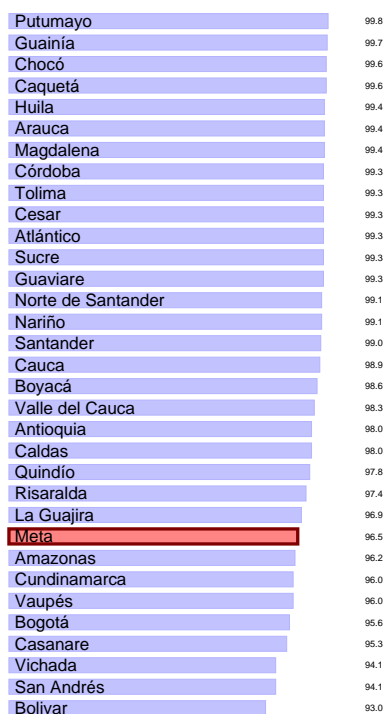 Putumayo 99.8
Guainía 99.7
Chocó 99.6
Caquetá 99.6
Huila 99.4
Arauca 99.4
Magdalena 99.4
Córdoba 99.3
Tolima 99.3
Cesar 99.3
Atlántico 99.3
Sucre 99.3
Guaviare 99.3
Norte de Santander 99.1
Nariño 99.1
Santander 99.0
Cauca 98.9
Boyacá 98.6
Valle del Cauca 98.3
Antioquia 98.0
Caldas 98.0
Quindío 97.8
Risaralda 97.4
La Guajira 96.9
Meta 96.5
Amazonas 96.2
Cundinamarca 96.0
Vaupés 96.0
Bogotá 95.6
Casanare 95.3
Vichada 94.1
San Andrés 94.1
Bolivar 93.0